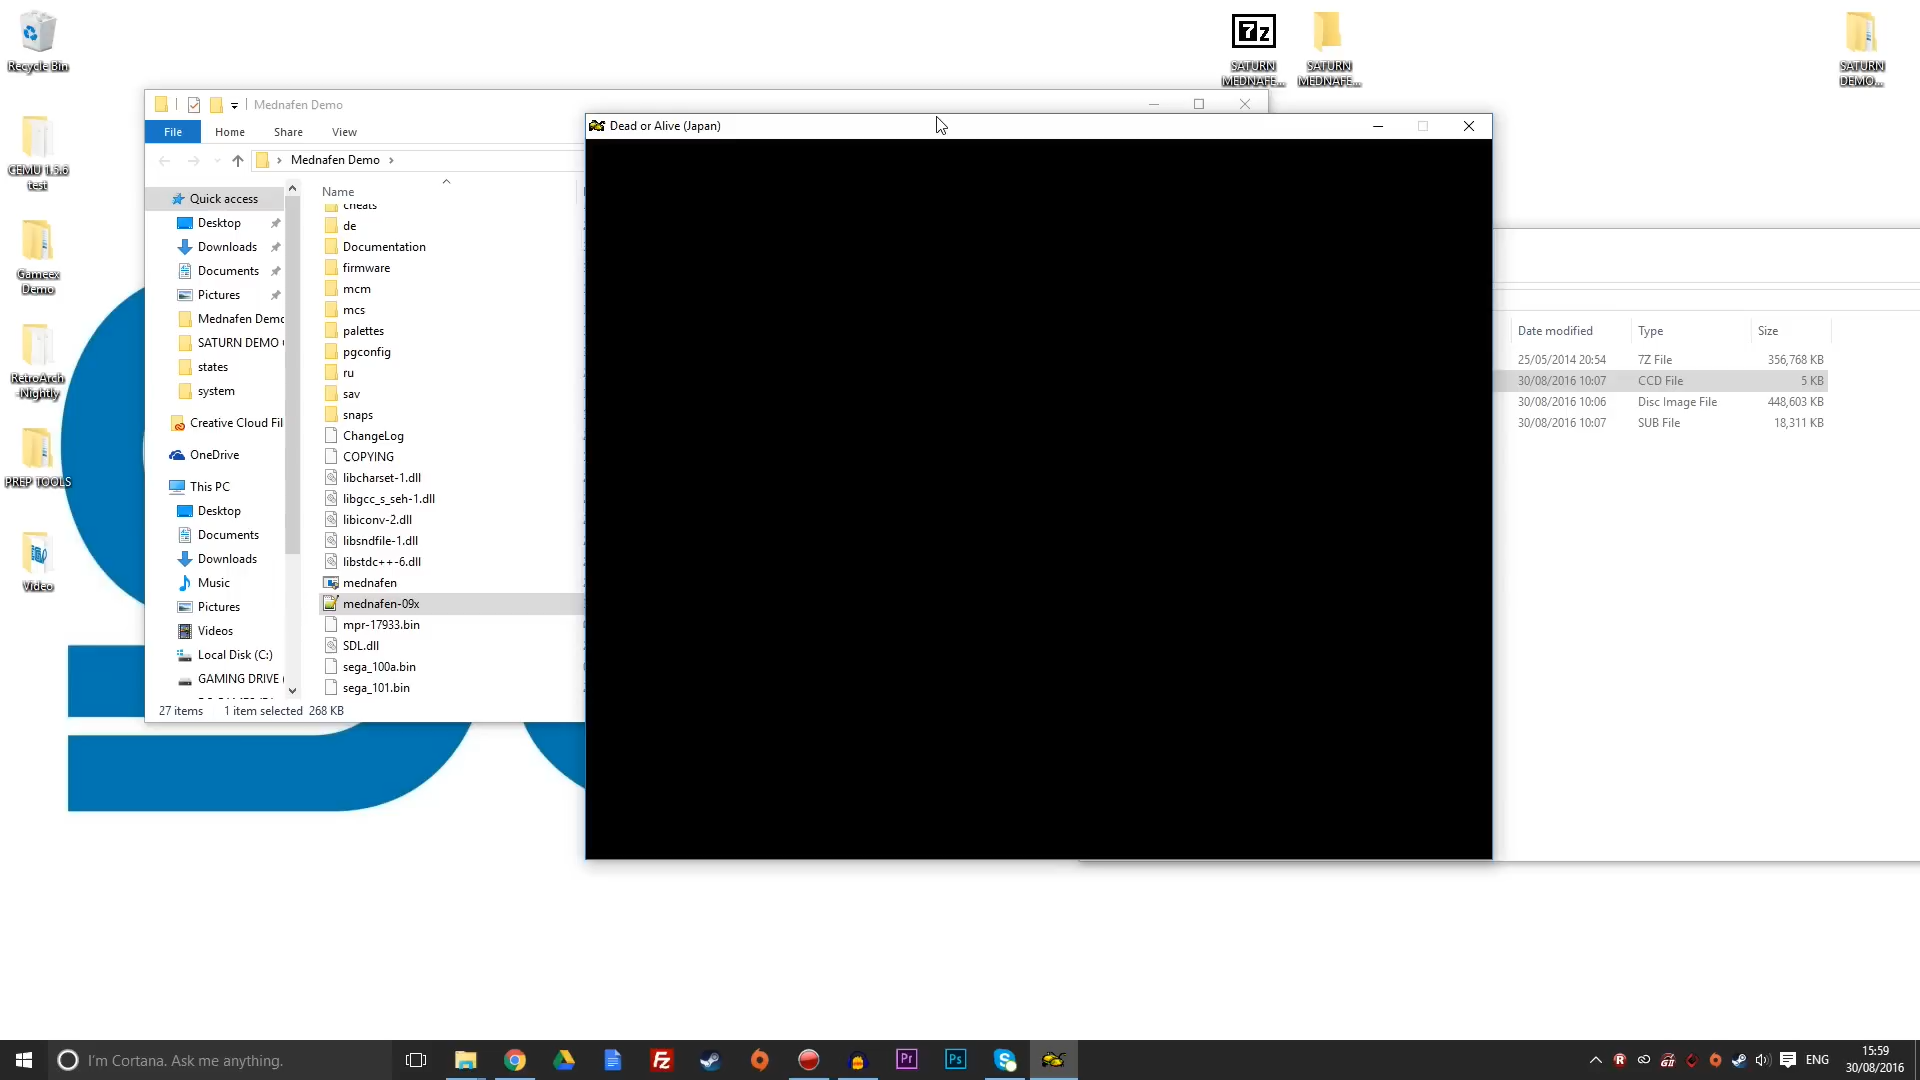 Recycle Bin
CEMU 1.5.6
test
Gameex
Demo
RetroArch
-Nightly
PREP TOOLS
Video
7z
SATURN
MEDNAFE...
SATURN
MEDNAFE...
SATURN
DEMO...
Mednafen Demo
File
Home
Share
View
Mednafen Demo
Quick access
Desktop
Downloads
Documents
Pictures
Mednafen Demo
SATURN DEMO
states
system
Creative Cloud Fil
OneDrive
This PC
Desktop
Documents
Downloads
Music
Pictures
Videos
Local Disk (C:)
GAMING DRIVE (
Name
cheats
de
Documentation
firmware
mcm
mcs
palettes
pgconfig
ru
sav
snaps
ChangeLog
COPYING
libcharset-1.dll
libgcc_s_seh-1.dll
libiconv-2.dll
libsndfile-1.dll
libstdc++-6.dll
mednafen
mednafen-09x
mpr-17933.bin
SDL.dll
sega_100a.bin
sega_101.bin
27 items 1 item selected 268 KB
Dead or Alive (Japan)
Date modified Type Size
25/05/2014 20:54 7Z File 356,768 KB
30/08/2016 10:07 CCD File 5 KB
30/08/2016 10:06 Disc Image File 448,603 KB
30/08/2016 10:07 SUB File 18,311 KB
I'm Cortana. Ask me anything.
Fz
Pr
Ps
S
R
ENG
15:59
30/08/2016